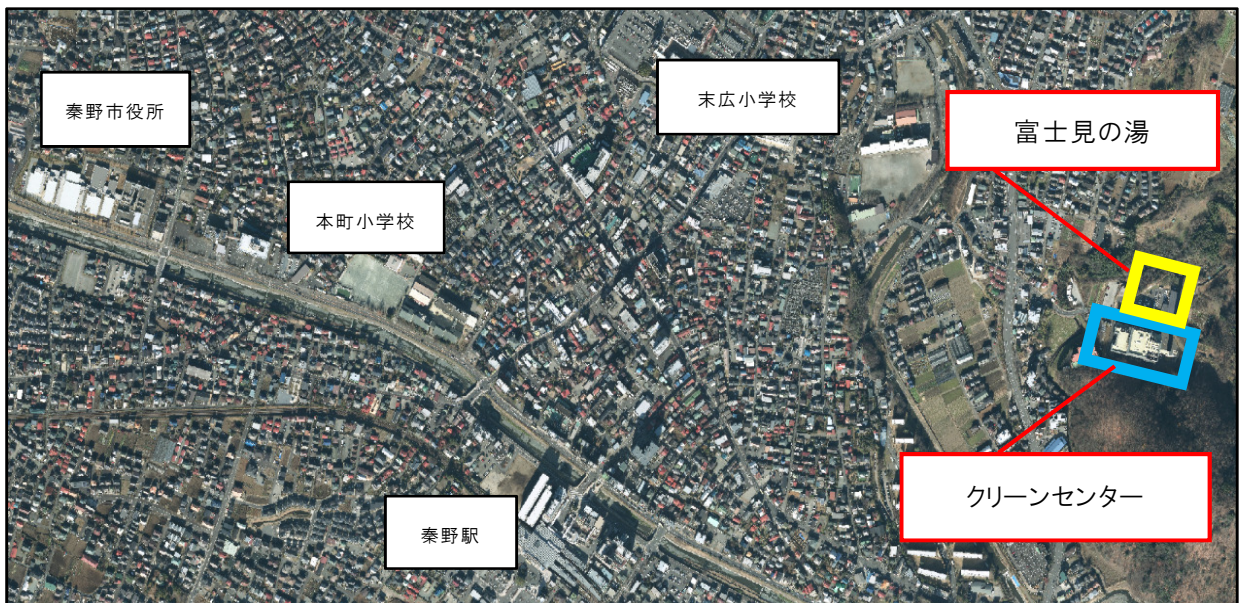 秦野市役所
末広小学校
富士見の湯
本町小学校
クリーンセンター
秦野駅